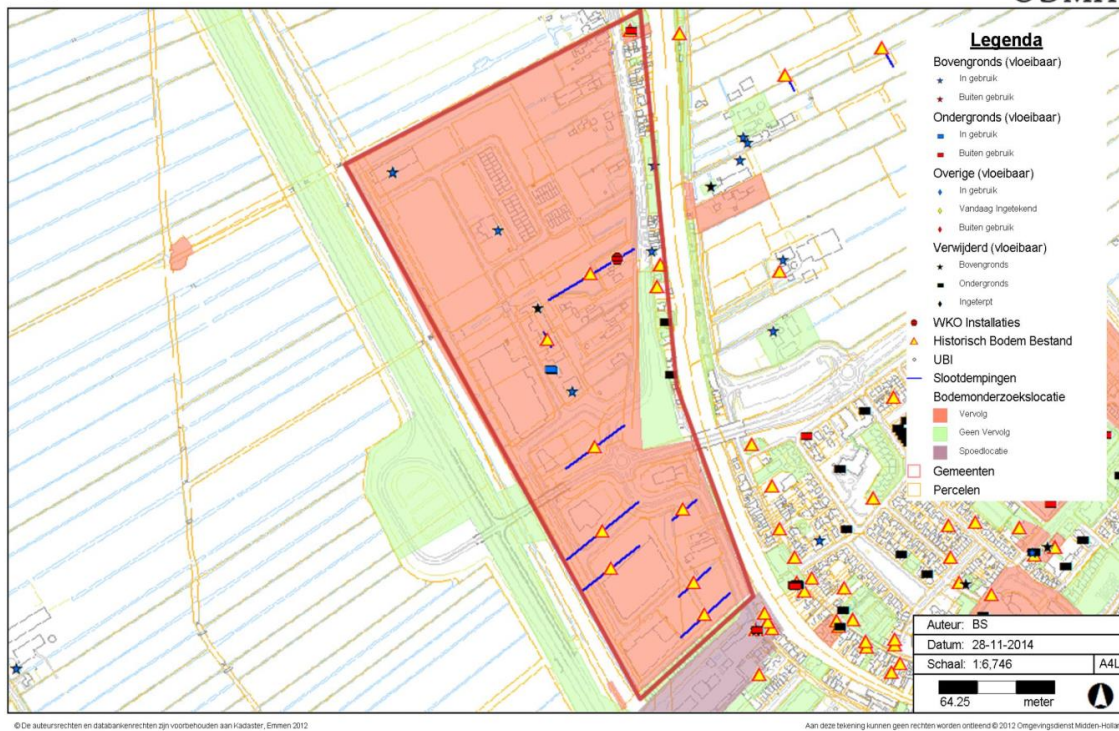 Legenda
Bovengronds (vloeibaar)
In gebruik
Buiten gebruik
Ondergronds (vloeibaar)
In gebruik
Buiten gebruik
Overige (vloeibaar)
In gebruik
Vandaag Ingetekend
Buiten gebruik
Verwijderd (vloeibaar)
Bovengronds
Ondergronds
Ingeterpt
WKO Installaties
Historisch Bodem Bestand
UBI
Slootdempingen
Bodemonderzoekslocatie
Vervolg
Geen Vervolg
Spoedlocatie
Gemeenten
Percelen
Auteur: BS
Datum: 28-11-2014
Schaal: 1:6,746
A4L
64.25 meter
© De auteursrechten en databankenrechten zijn voorbehouden aan Kadaster, Emmen 2012
Aan deze tekening kunnen geen rechten worden ontleend © 2012 Omgevingsdienst Midden-Hollan